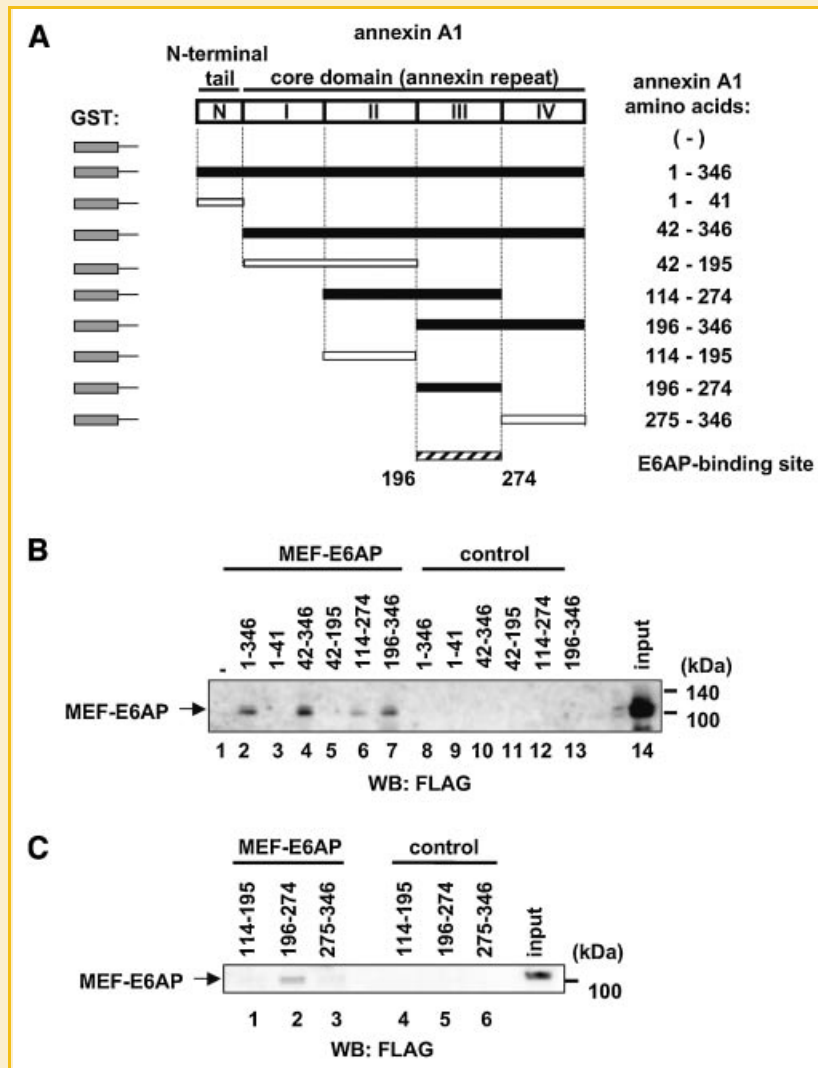 A
annexin A1
N-terminal
tail
core domain (annexin repeat)
annexin A1
amino acids:
GST:
N I II III IV
( - )
1 - 346
1 - 41
42 - 346
42 - 195
114 - 274
196 - 346
114 - 195
196 - 274
275 - 346
E6AP-binding site
196 274
B
MEF-E6AP control
- 1-346 1-41 42-346 42-195 114-274 196-346 1-346 1-41 42-346 42-195 114-274 196-346 input
(kDa)
140
MEF-E6AP
100
1 2 3 4 5 6 7 8 9 10 11 12 13 14
WB: FLAG
C
MEF-E6AP control
114-195 196-274 275-346 114-195 196-274 275-346 input
(kDa)
MEF-E6AP
100
1 2 3 4 5 6
WB: FLAG